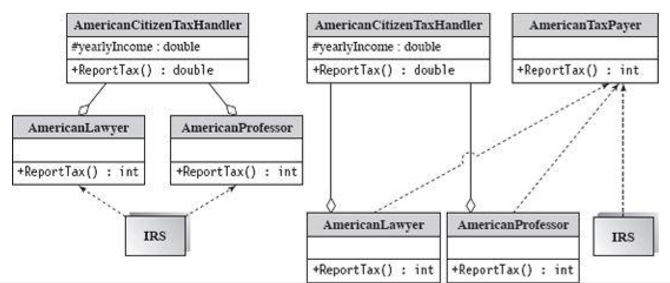 AmericanCitizenTaxHandler
#yearlyIncome : double
+ReportTax() : double
AmericanLawyer
+ReportTax() : int
AmericanProfessor
+ReportTax() : int
IRS
AmericanCitizenTaxHandler
#yearlyIncome : double
+ReportTax() : double
AmericanTaxPayer
+ReportTax() : int
AmericanLawyer
+ReportTax() : int
AmericanProfessor
+ReportTax() : int
IRS